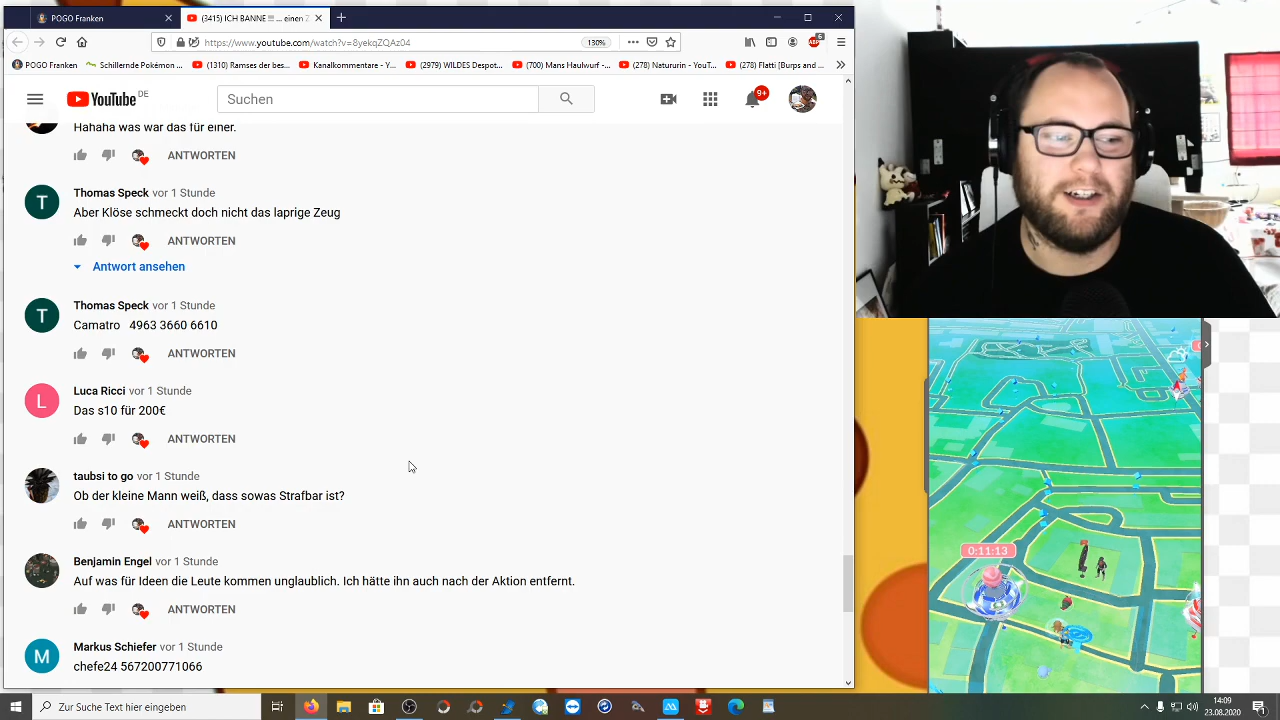 POGO Franken
(3415) ICH BANNE
... einen Z
https://www.youtube.com/watch?v=8yekqZQAz04
130%
POGO Franken
Schillernde Pokémon ...
(1310) Ramses der bes...
Kanalkommentare - Y...
(2979) WILDES Despot...
(700) Mans Haulwurf - ...
(278) Natururin - YouT...
(278) Flatti [Burps and ...
YouTube DE
Suchen
9+
Hahaha was war das für einer.
ANTWORTEN
Thomas Speck vor 1 Stunde
Aber Klöse schmeckt doch nicht das laprige Zeug
ANTWORTEN
Antwort ansehen
Thomas Speck vor 1 Stunde
Camatro 4963 3660 6610
ANTWORTEN
Luca Ricci vor 1 Stunde
Das s10 für 200€
ANTWORTEN
taubsi to go vor 1 Stunde
Ob der kleine Mann weiß, dass sowas Strafbar ist?
ANTWORTEN
Benjamin Engel vor 1 Stunde
Auf was für Ideen die Leute kommen unglaublich. Ich hätte ihn auch nach der Aktion entfernt.
ANTWORTEN
Markus Schiefer vor 1 Stunde
chefe24 567200771066
0:11:13
Zur Suche Text hier eingeben
14:09
23.08.2020